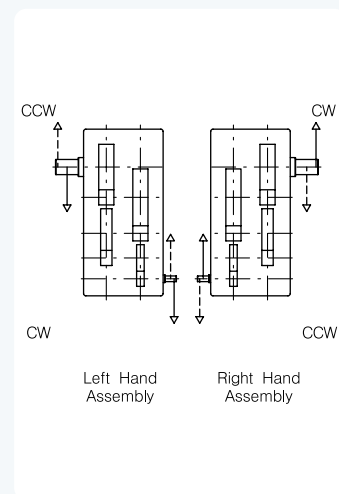 CCW
CW
CW
CCW
Left Hand
Assembly
Right Hand
Assembly